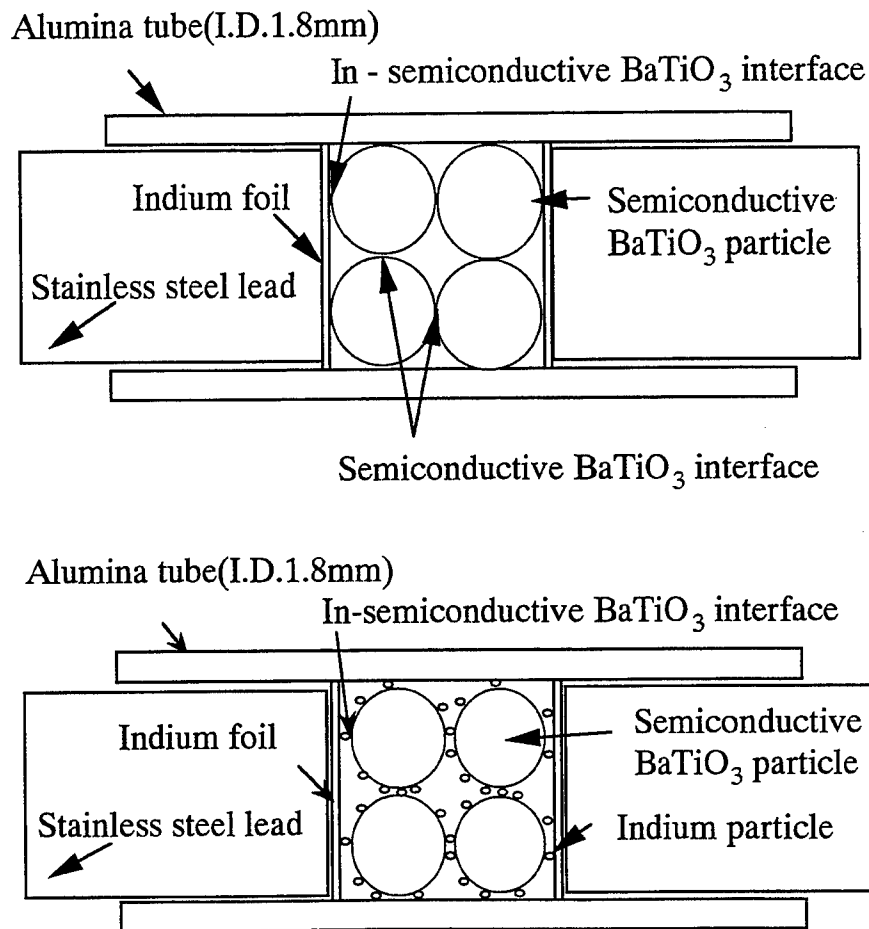 Alumina tube(I.D.1.8mm)
In - semiconductive BaTiO3 interface
Indium foil
Semiconductive
BaTiO3 particle
Stainless steel lead
Semiconductive BaTiO3 interface
Alumina tube(I.D.1.8mm)
In-semiconductive BaTiO3 interface
Indium foil
Semiconductive
BaTiO3 particle
Stainless steel lead
Indium particle